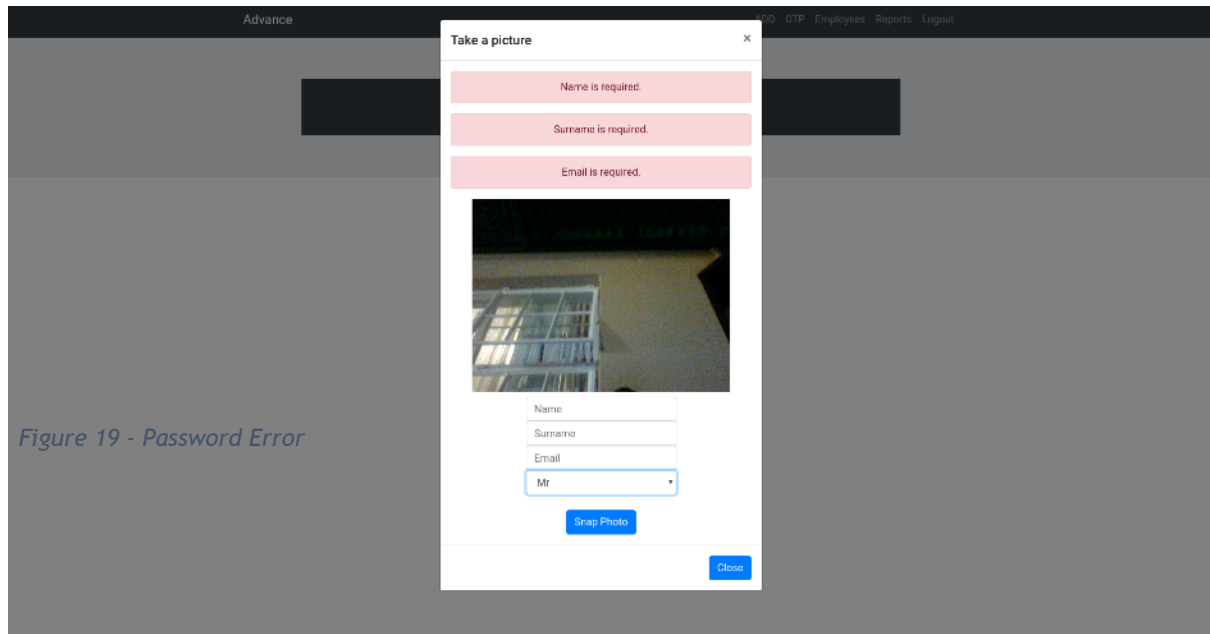 Advance
ADD OTP Employees Reports Logout
Take a picture ×
Name is required.
Surname is required.
Email is required.
Name
Surname
Email
Mr
Snap Photo
Close
Figure 19 - Password Error